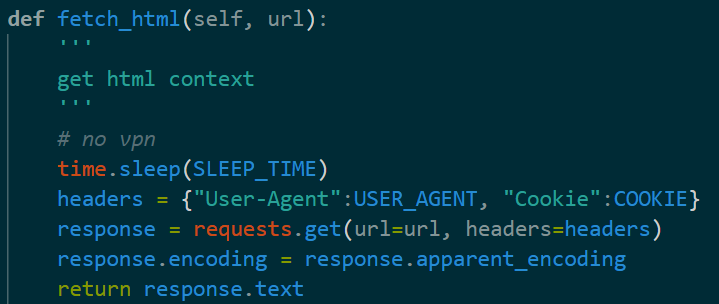 def fetch_html(self, url):
    '''
    get html context
    '''
    # no vpn
    time.sleep(SLEEP_TIME)
    headers = {"User-Agent":USER_AGENT, "Cookie":COOKIE}
    response = requests.get(url=url, headers=headers)
    response.encoding = response.apparent_encoding
    return response.text